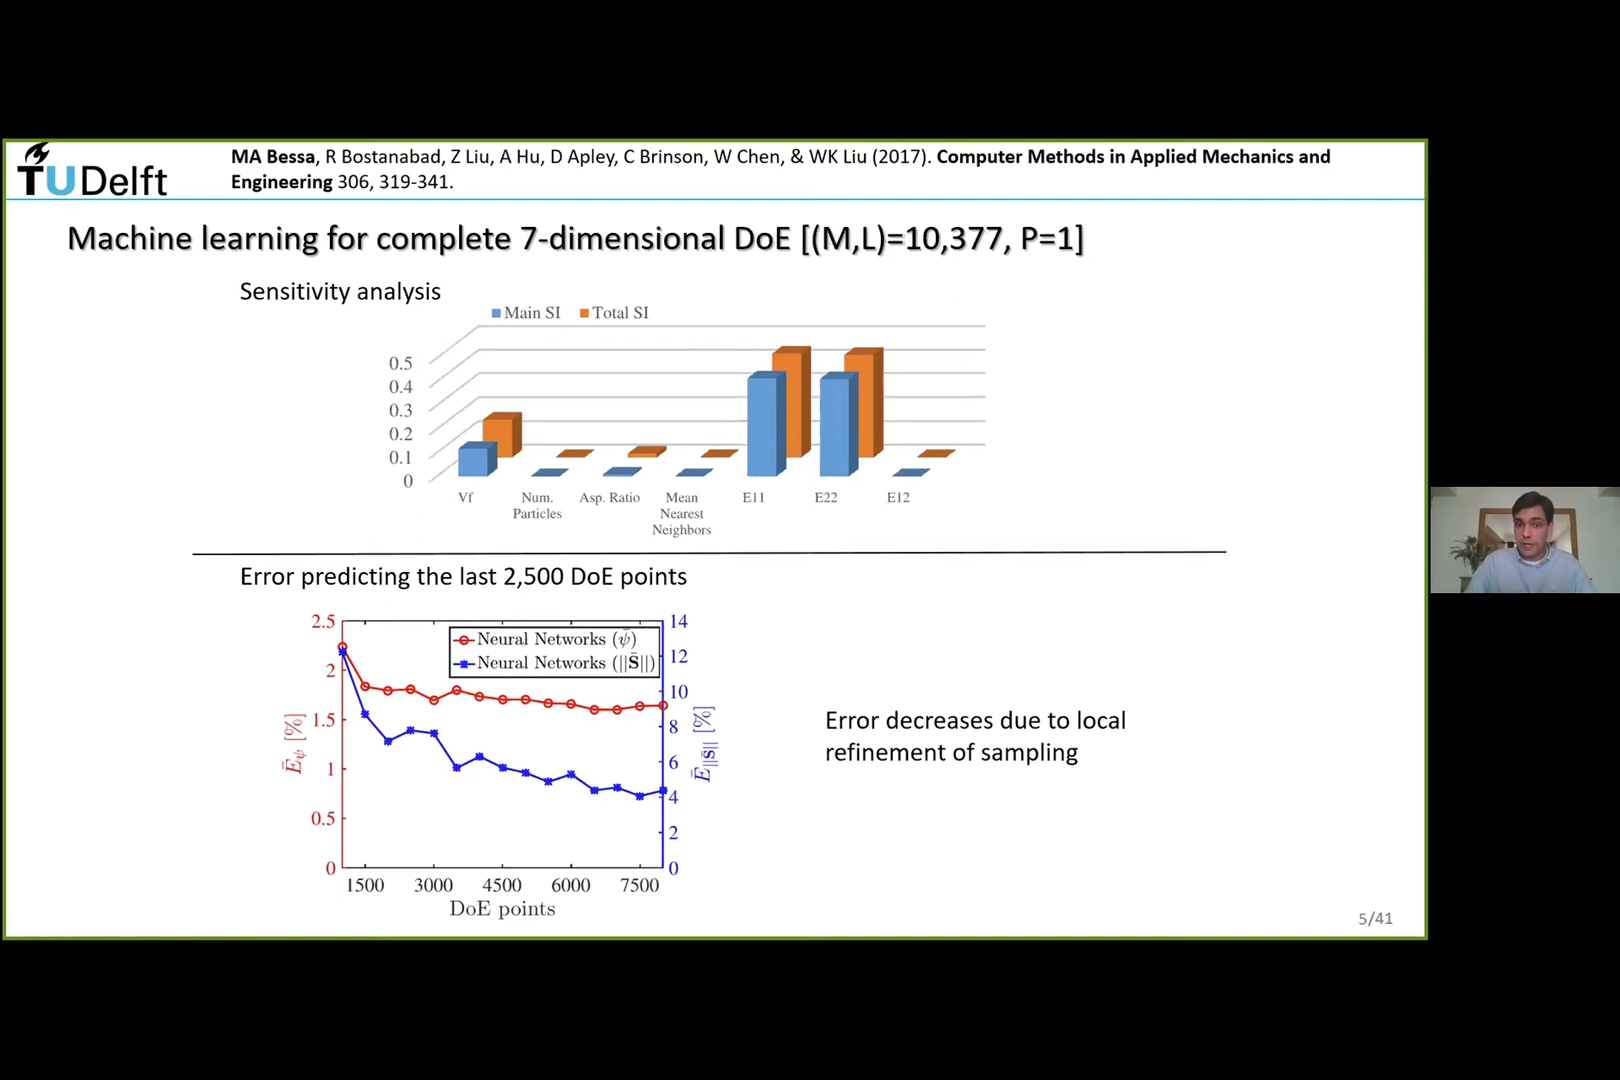 TU Delft
MA Bessa, R Bostanabad, Z Liu, A Hu, D Apley, C Brinson, W Chen, & WK Liu (2017). Computer Methods in Applied Mechanics and
Engineering 306, 319-341.
Machine learning for complete 7-dimensional DoE [(M,L)=10,377, P=1]
Sensitivity analysis
Main SI Total SI
0.5
0.4
0.3
0.2
0.1
0
Vf Num. Particles Asp. Ratio Mean Nearest Neighbors E11 E22 E12
Error predicting the last 2,500 DoE points
2.5
2
1.5
1
0.5
0
Ēψ [%]
Neural Networks (ψ̄)
Neural Networks (||S̄||)
14
12
10
8
6
4
2
0
Ē||S̄|| [%]
1500 3000 4500 6000 7500
DoE points
Error decreases due to local
refinement of sampling
5/41